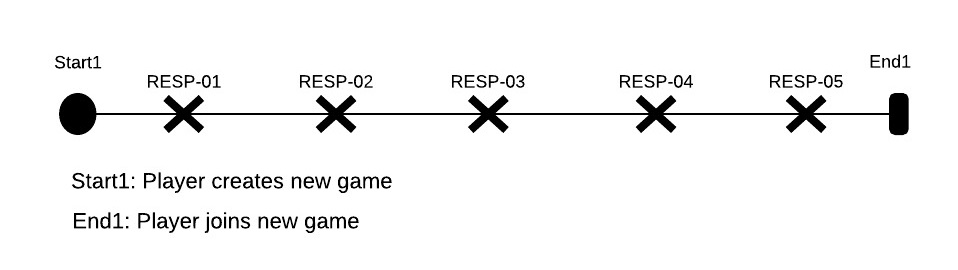 Start1
End1
RESP-01
RESP-02
RESP-03
RESP-04
RESP-05
Start1: Player creates new game
End1: Player joins new game